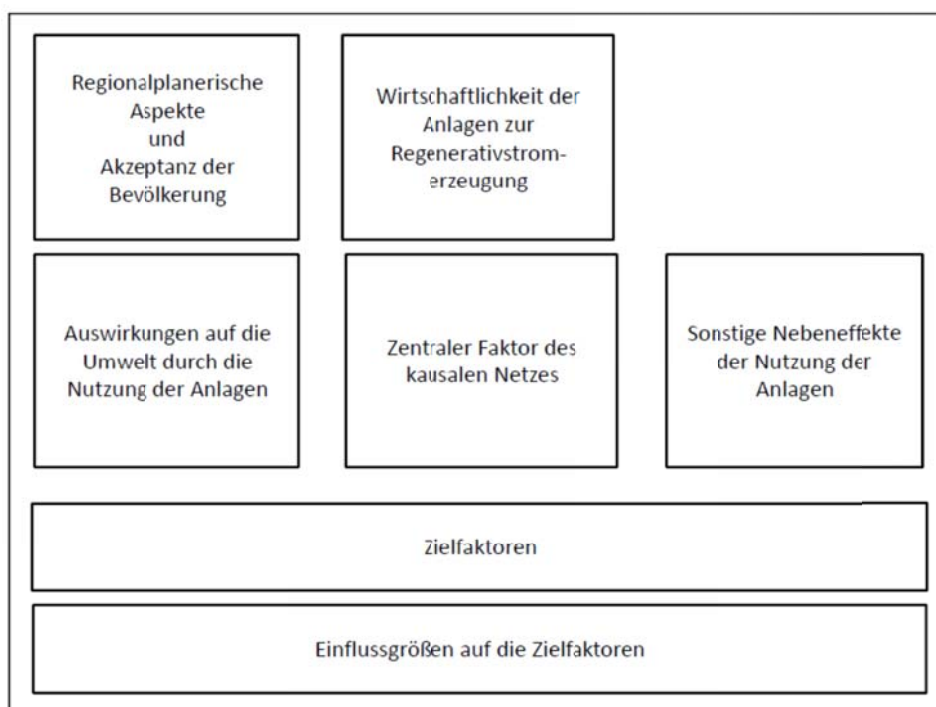 Regionalplanerische
Aspekte
und
Akzeptanz der
Bevölkerung
Wirtschaftlichkeit der
Anlagen zur
Regenerativstrom-
erzeugung
Auswirkungen auf die
Umwelt durch die
Nutzung der Anlagen
Zentraler Faktor des
kausalen Netzes
Sonstige Nebeneffekte
der Nutzung der
Anlagen
Zielfaktoren
Einflussgrößen auf die Zielfaktoren